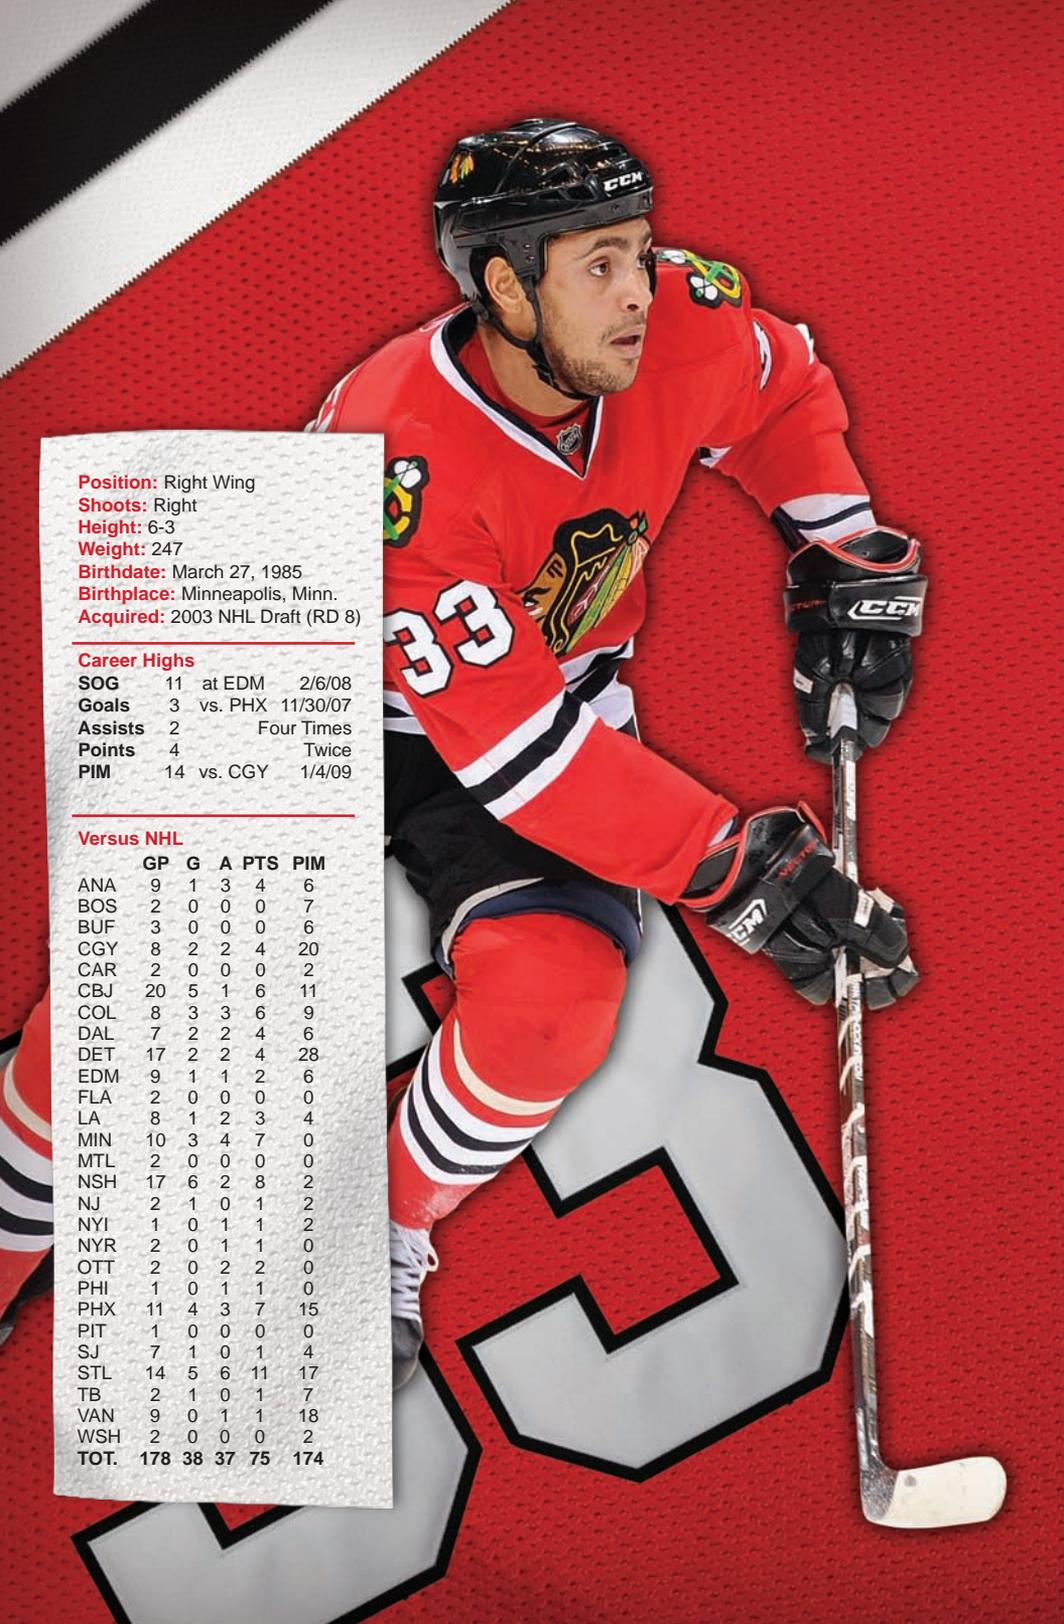 CCM
Position: Right Wing
Shoots: Right
Height: 6-3
Weight: 247
Birthdate: March 27, 1985
Birthplace: Minneapolis, Minn.
Acquired: 2003 NHL Draft (RD 8)
CCM
33
Career Highs
SOG 11 at EDM 2/6/08
Goals 3 vs. PHX 11/30/07
Assists 2 Four Times
Points 4 Twice
PIM 14 vs. CGY 1/4/09
Versus NHL
GP G A PTS PIM
ANA 9 1 3 4 6
BOS 2 0 0 0 7
BUF 3 0 0 0 6
CGY 8 2 2 4 20
CAR 2 0 0 0 2
CBJ 20 5 1 6 11
COL 8 3 3 6 9
DAL 7 2 2 4 6
DET 17 2 2 4 28
EDM 9 1 1 2 6
FLA 2 0 0 0 0
LA 8 1 2 3 4
MIN 10 3 4 7 0
MTL 2 0 0 0 0
NSH 17 6 2 8 2
NJ 2 1 0 1 2
NYI 1 0 1 1 2
NYR 2 0 1 1 0
OTT 2 0 2 2 0
PHI 1 0 1 1 0
PHX 11 4 3 7 15
PIT 1 0 0 0 0
SJ 7 1 0 1 4
STL 14 5 6 11 17
TB 2 1 0 1 7
VAN 9 0 1 1 18
WSH 2 0 0 0 2
TOT. 178 38 37 75 174
33